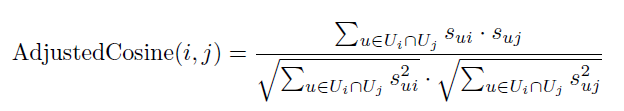 AdjustedCosine(i, j) = \frac{\sum_{u \in U_i \cap U_j} s_{ui} \cdot s_{uj}}{\sqrt{\sum_{u \in U_i \cap U_j} s_{ui}^2} \cdot \sqrt{\sum_{u \in U_i \cap U_j} s_{uj}^2}}